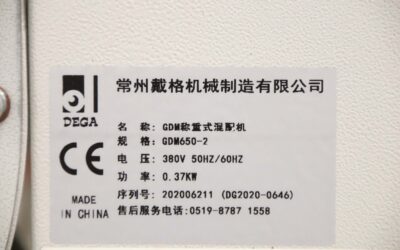 常州戴格机械制造有限公司
DEGA
名 称: GDM称重式混配机
规 格: GDM650-2
CE
电 压: 380V 50HZ/60HZ
功 率: 0.37KW
MADE
IN CHINA
序列号: 202006211 (DG2020-0646)
售后服务电话:0519-8787 1558